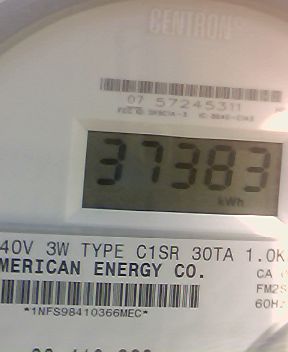 CENTRON
07 57245311
37383
kWh
40V 3W TYPE C1SR 30TA 1.0K
MERICAN ENERGY CO.
CA
FM2S
60H
*1NFS98410366MEC*